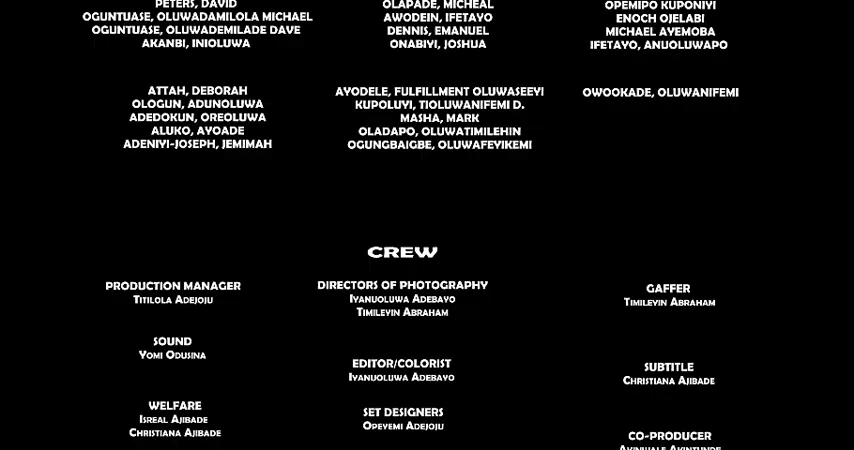 PETERS, DAVID
OGUNTUASE, OLUWADAMILOLA MICHAEL
OGUNTUASE, OLUWADEMILADE DAVE
AKANBI, INIOLUWA
OLAPADE, MICHEAL
AWODEIN, IFETAYO
DENNIS, EMANUEL
ONABIYI, JOSHUA
OPEMIPO KUPONIYI
ENOCH OJELABI
MICHAEL AYEMOBA
IFETAYO, ANUOLUWAPO
ATTAH, DEBORAH
OLOGUN, ADUNOLUWA
ADEDOKUN, OREOLUWA
ALUKO, AYOADE
ADENIYI-JOSEPH, JEMIMAH
AYODELE, FULFILLMENT OLUWASEEYI
KUPOLUYI, TIOLUWANIFEMI D.
MASHA, MARK
OLADAPO, OLUWATIMILEHIN
OGUNGBAIGBE, OLUWAFEYIKEMI
OWOOKADE, OLUWANIFEMI
CREW
PRODUCTION MANAGER
TITILOLA ADEJOJU
DIRECTORS OF PHOTOGRAPHY
IYANUOLUWA ADEBAYO
TIMILEYIN ABRAHAM
GAFFER
TIMILEYIN ABRAHAM
SOUND
YOMI ODUSINA
EDITOR/COLORIST
IYANUOLUWA ADEBAYO
SUBTITLE
CHRISTIANA AJIBADE
WELFARE
ISREAL AJIBADE
CHRISTIANA AJIBADE
SET DESIGNERS
OPEYEMI ADEJOJU
CO-PRODUCER
AKINWALE AKINTUNDE